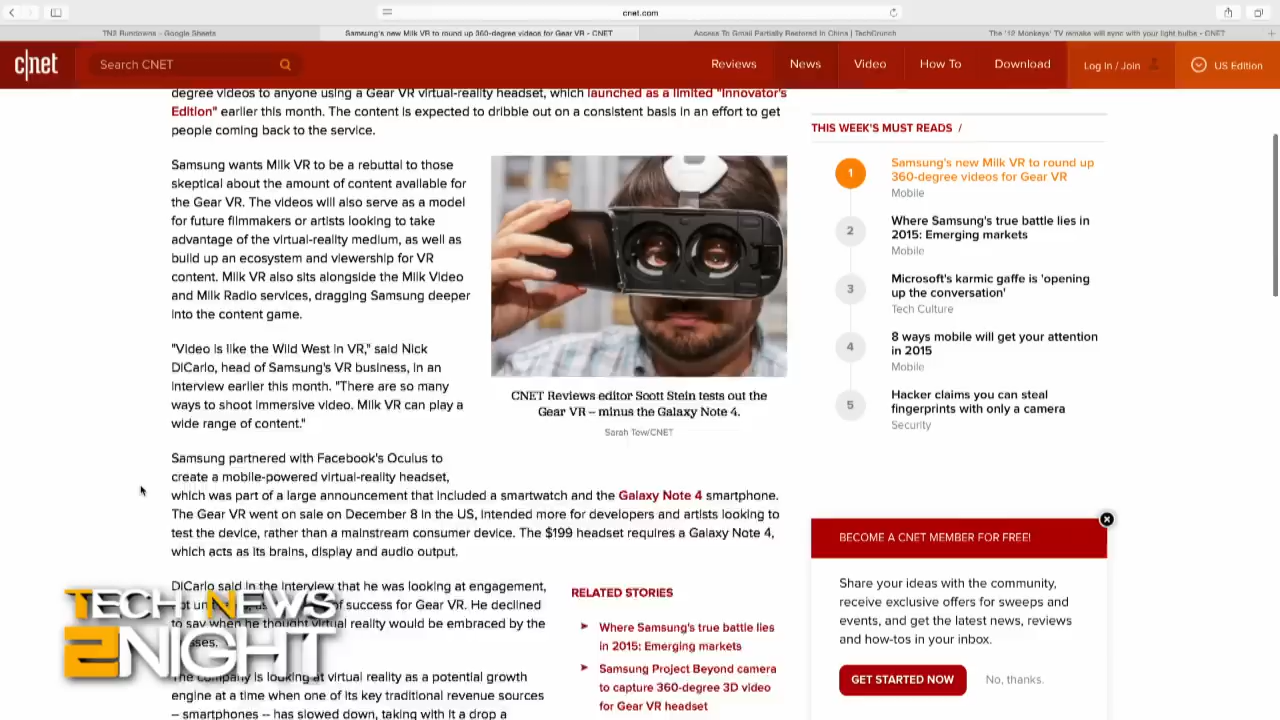 cnet.com
TN2 Rundowns – Google Sheets
Samsung's new Milk VR to round up 360-degree videos for Gear VR - CNET
Access To Gmail Partially Restored In China | TechCrunch
The '12 Monkeys' TV remake will sync with your light bulbs - CNET
c|net
Search CNET
Reviews
News
Video
How To
Download
Log In / Join
US Edition
degree videos to anyone using a Gear VR virtual-reality headset, which launched as a limited "Innovator's
Edition" earlier this month. The content is expected to dribble out on a consistent basis in an effort to get
people coming back to the service.
Samsung wants Milk VR to be a rebuttal to those
skeptical about the amount of content available for
the Gear VR. The videos will also serve as a model
for future filmmakers or artists looking to take
advantage of the virtual-reality medium, as well as
build up an ecosystem and viewership for VR
content. Milk VR also sits alongside the Milk Video
and Milk Radio services, dragging Samsung deeper
into the content game.
"Video is like the Wild West in VR," said Nick
DiCarlo, head of Samsung's VR business, in an
interview earlier this month. "There are so many
ways to shoot immersive video. Milk VR can play a
wide range of content."
CNET Reviews editor Scott Stein tests out the
Gear VR – minus the Galaxy Note 4.
Sarah Tew/CNET
Samsung partnered with Facebook's Oculus to
create a mobile-powered virtual-reality headset,
which was part of a large announcement that included a smartwatch and the Galaxy Note 4 smartphone.
The Gear VR went on sale on December 8 in the US, intended more for developers and artists looking to
test the device, rather than a mainstream consumer device. The $199 headset requires a Galaxy Note 4,
which acts as its brains, display and audio output.
DiCarlo said in the interview that he was looking at engagement,
of success for Gear VR. He declined
to say when he thought virtual reality would be embraced by the
The company is looking at virtual reality as a potential growth
engine at a time when one of its key traditional revenue sources
– smartphones -- has slowed down, taking with it a drop a
RELATED STORIES
Where Samsung's true battle lies
in 2015: Emerging markets
Samsung Project Beyond camera
to capture 360-degree 3D video
for Gear VR headset
THIS WEEK'S MUST READS /
1
Samsung's new Milk VR to round up
360-degree videos for Gear VR
Mobile
2
Where Samsung's true battle lies in
2015: Emerging markets
Mobile
3
Microsoft's karmic gaffe is 'opening
up the conversation'
Tech Culture
4
8 ways mobile will get your attention
in 2015
Mobile
5
Hacker claims you can steal
fingerprints with only a camera
Security
BECOME A CNET MEMBER FOR FREE!
Share your ideas with the community,
receive exclusive offers for sweeps and
events, and get the latest news, reviews
and how-tos in your inbox.
GET STARTED NOW
No, thanks.
TECH NEWS
2NIGHT